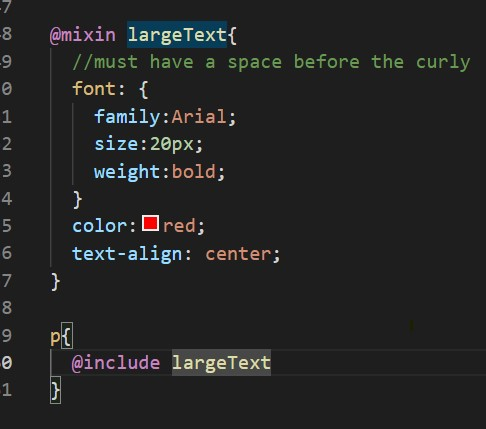 7
8 @mixin largeText{
9 //must have a space before the curly
0 font: {
1 family:Arial;
2 size:20px;
3 weight:bold;
4 }
5 color: red;
6 text-align: center;
7 }
8
9 p{
0 @include largeText
1 }